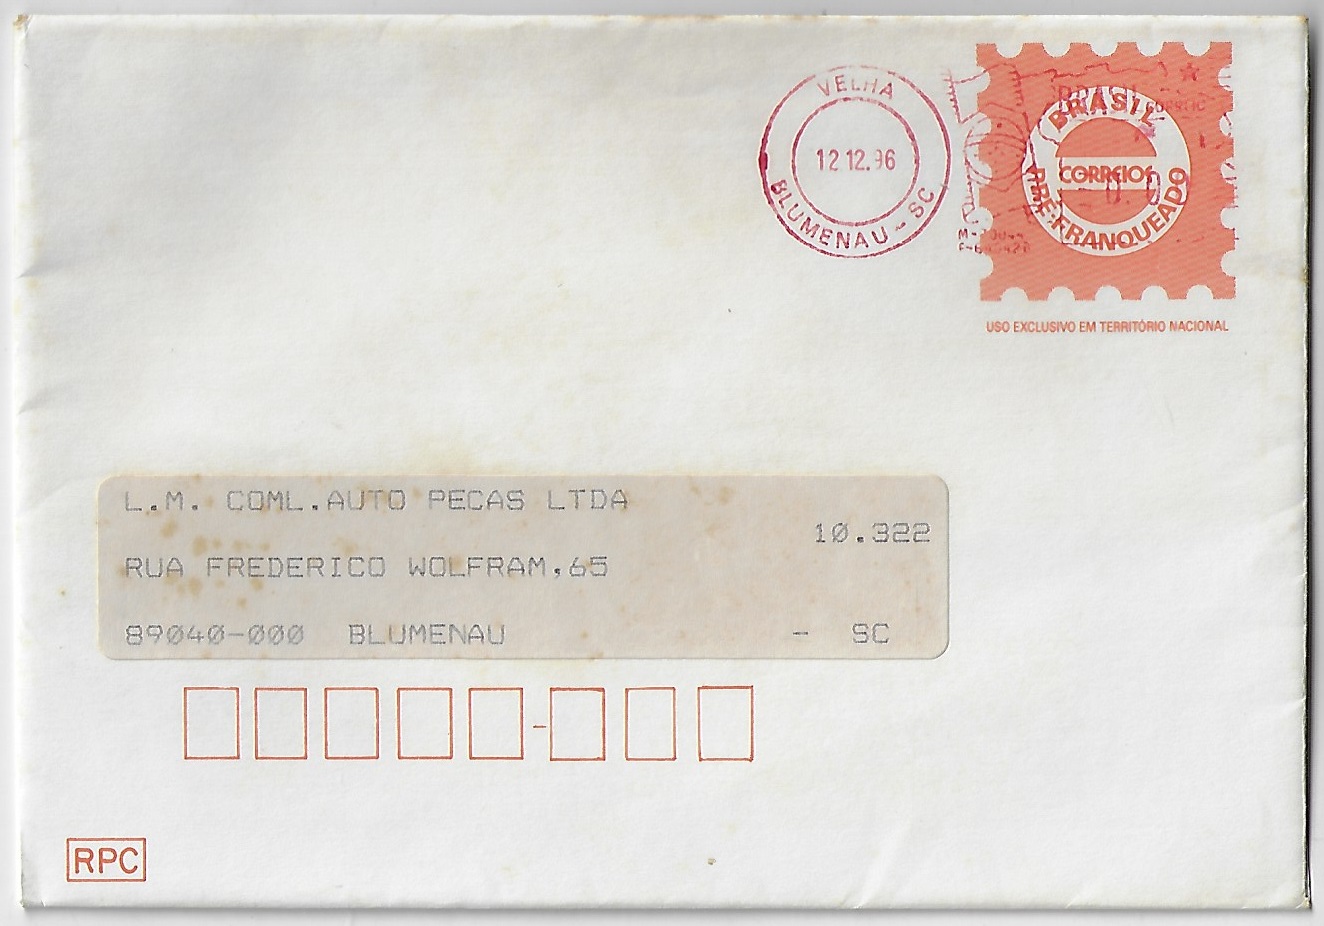 VELHA
12 12.96
BLUMENAU - SC
BRASIL
CORREIOS
PRÉ-FRANQUEADO
USO EXCLUSIVO EM TERRITÓRIO NACIONAL
L.M. COML.AUTO PECAS LTDA
10.322
RUA FREDERICO WOLFRAM,65
89040-000 BLUMENAU - SC
RPC